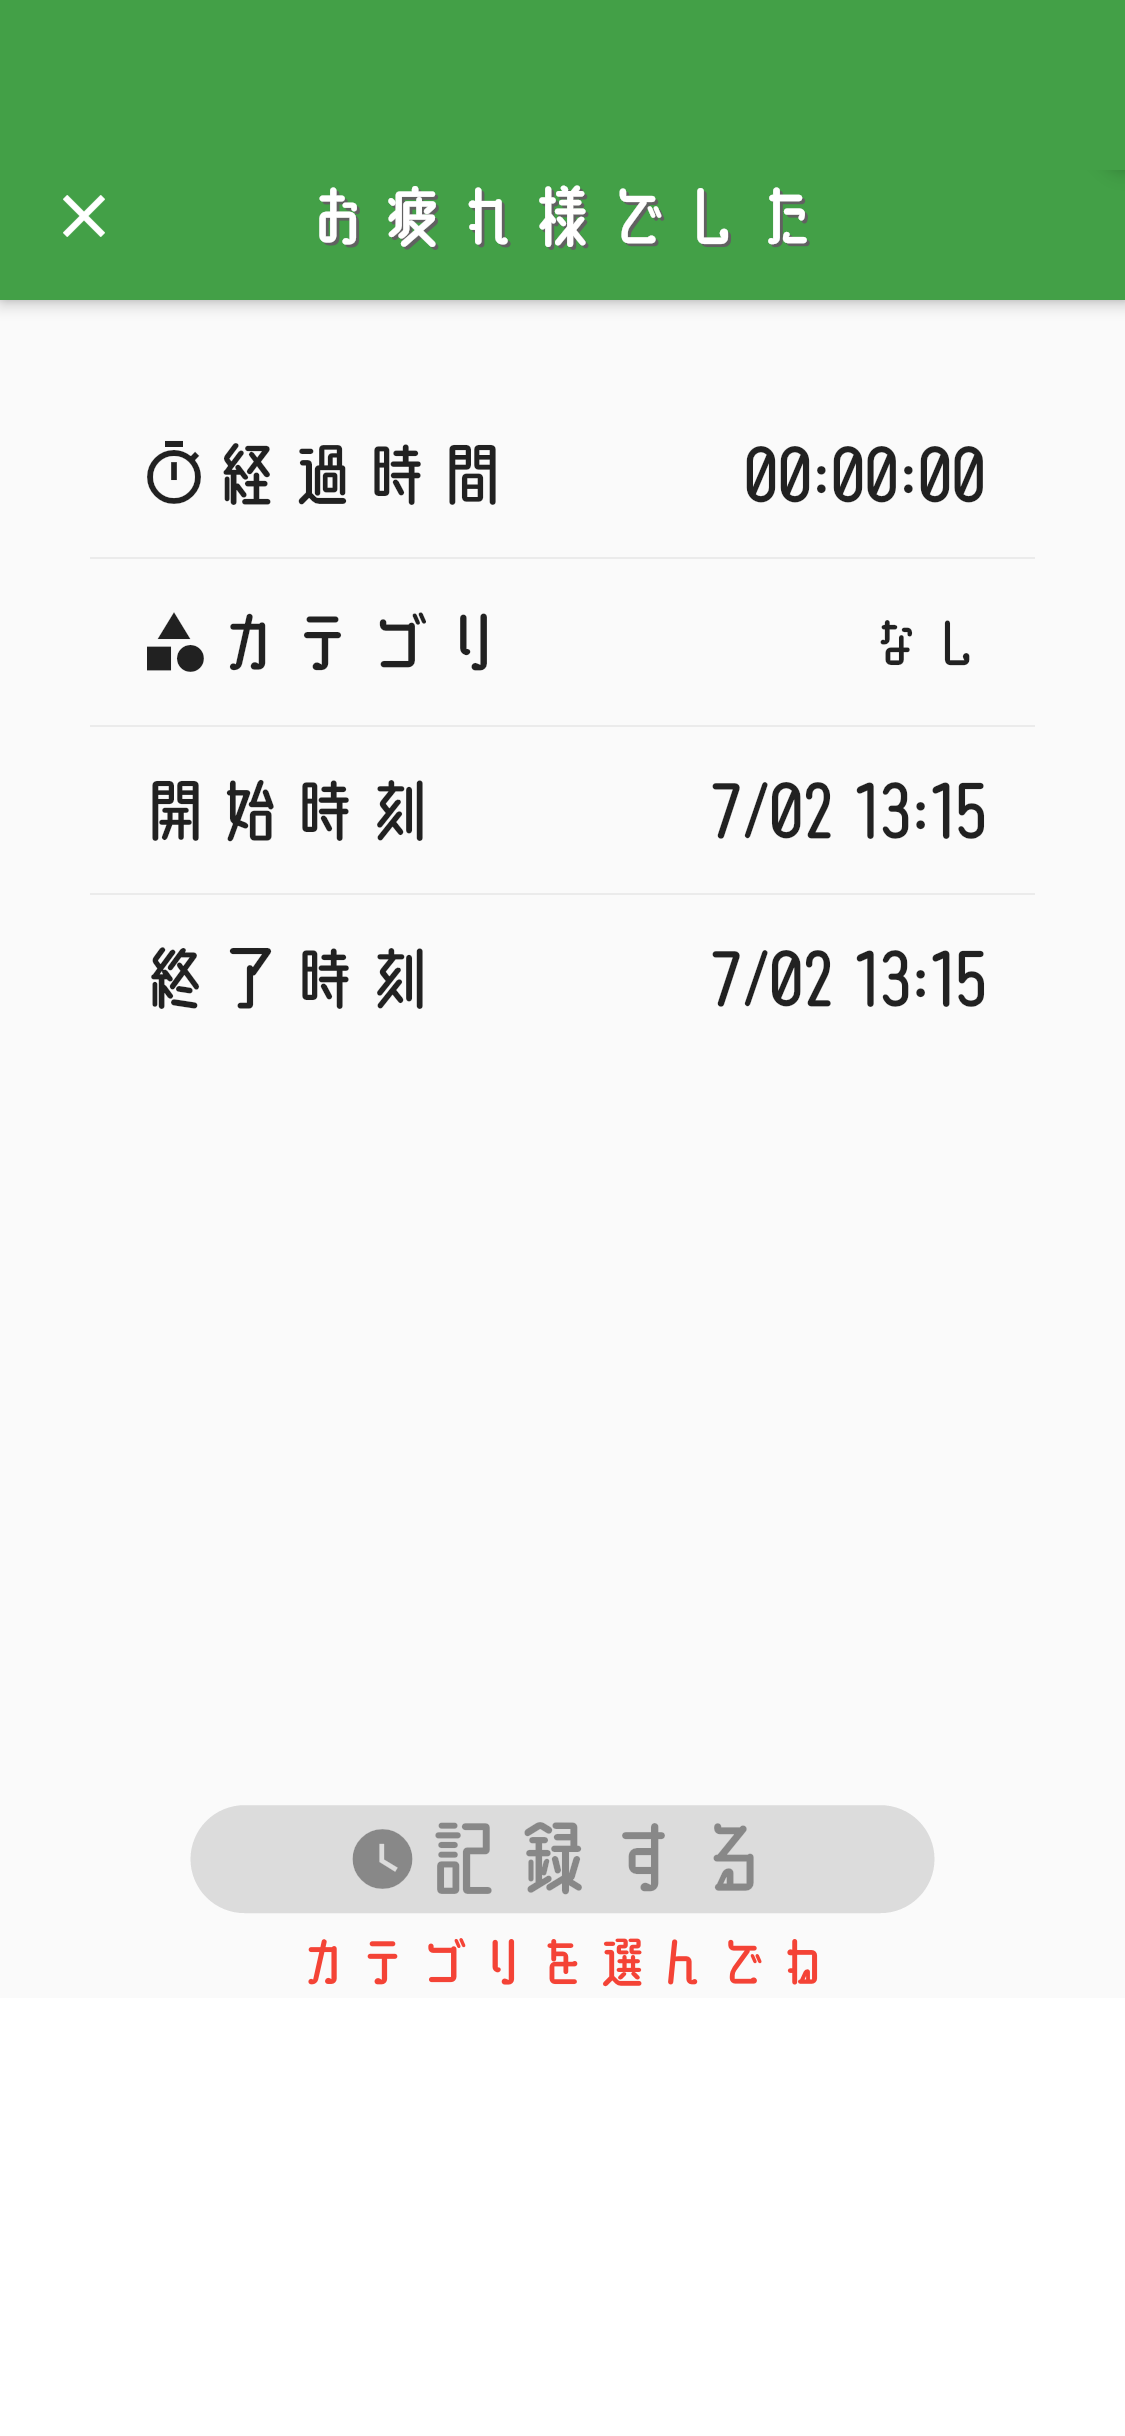 お疲れ様でした
経過時間 00:00:00
カテゴリ なし
開始時刻 7/02 13:15
終了時刻 7/02 13:15
記録する
カテゴリを選んでね